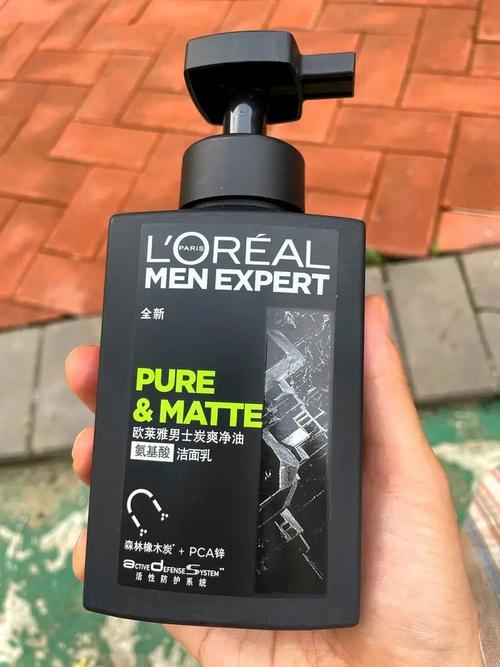 L'ORÉAL
PARIS
MEN EXPERT
全新
PURE
& MATTE
欧莱雅男士炭爽净油
氨基酸 洁面乳
森林橡木炭* + PCA锌
ACTIVE DEFENSE SYSTEM™
活性防护系统